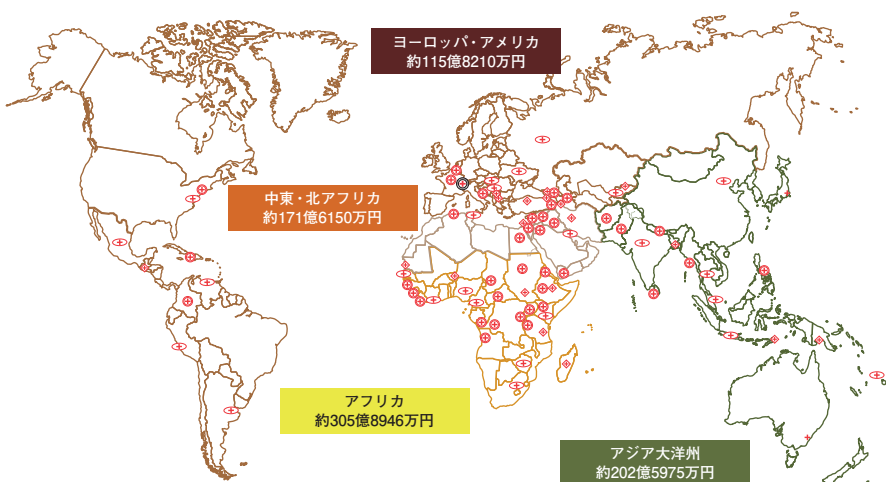 ヨーロッパ・アメリカ
約115億8210万円
中東・北アフリカ
約171億6150万円
アフリカ
約305億8946万円
アジア大洋州
約202億5975万円